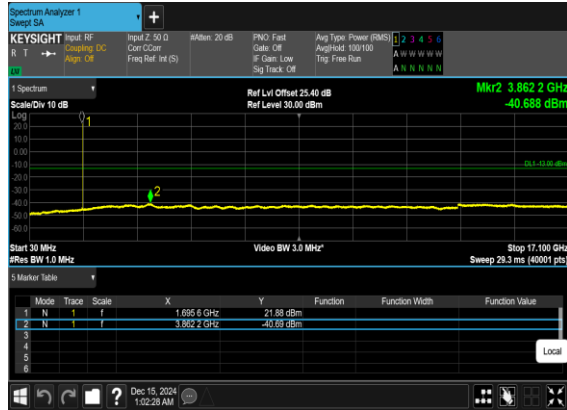 Spectrum Analyzer 1
Swept SA
+
KEYSIGHT Input: RF Input Z: 50 Ω #Atten: 20 dB PNO: Fast Avg Type: Power (RMS) 1 2 3 4 5 6
R T Coupling: DC Corr CCorr Gate: Off Avg|Hold: 100/100 A W W W W W
Align: Off Freq Ref: Int (S) IF Gain: Low Trig: Free Run
Sig Track: Off A N N N N N
1 Spectrum
Scale/Div 10 dB Ref Lvl Offset 25.40 dB Mkr2 3.862 2 GHz
Ref Level 30.00 dBm -40.688 dBm
Log
20.0
10.0
0.00
-10.0
-20.0
-30.0
-40.0
-50.0
-60.0
1
2
DL1 -13.00 dBm
Start 30 MHz Video BW 3.0 MHz* Stop 17.100 GHz
#Res BW 1.0 MHz Sweep 29.3 ms (40001 pts)
5 Marker Table
Mode Trace Scale X Y Function Function Width Function Value
1 N 1 f 1.695 6 GHz 21.88 dBm
2 N 1 f 3.862 2 GHz -40.69 dBm
3
4
5
6
Local
?
Dec 15, 2024
1:02:28 AM